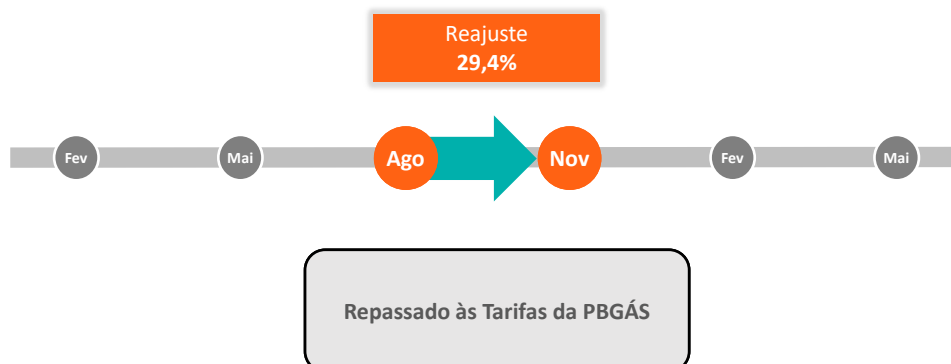 Reajuste
29,4%
Fev
Mai
Ago
Nov
Fev
Mai
Repassado às Tarifas da PBGÁS